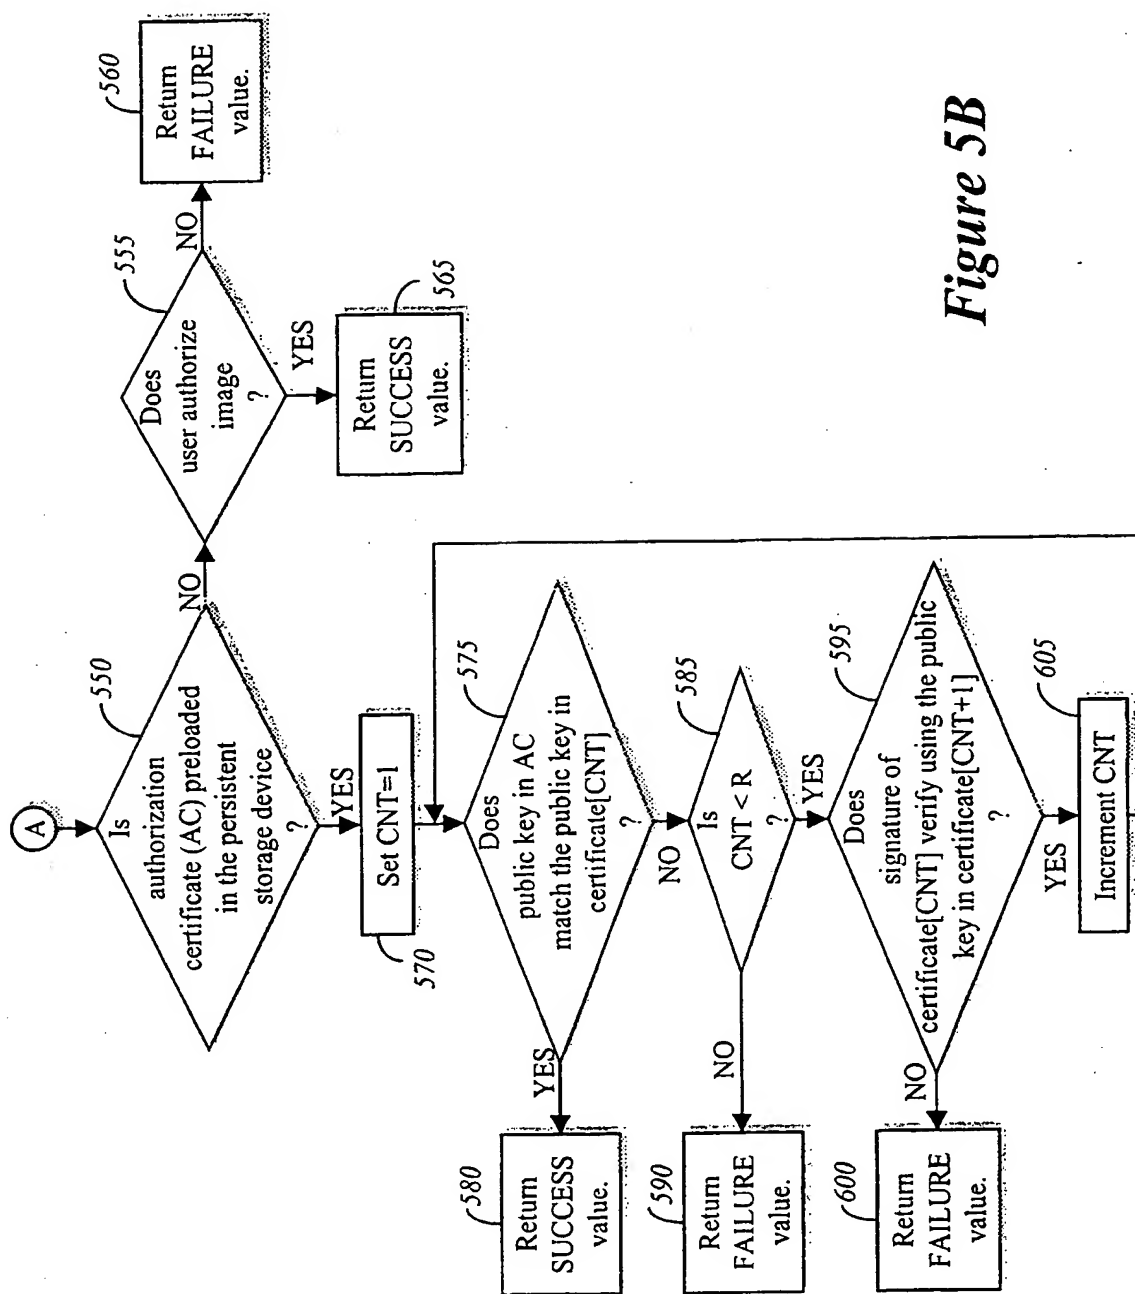 A
550
Is
authorization
certificate (AC) preloaded
in the persistent
storage device
?
NO
555
Does
user authorize
image
?
NO
560
Return
FAILURE
value.
YES
565
Return
SUCCESS
value.
YES
570
Set CNT=1
575
Does
public key in AC
match the public key in
certificate[CNT]
?
YES
580
Return
SUCCESS
value.
NO
585
Is
CNT < R
?
NO
590
Return
FAILURE
value.
YES
595
Does
signature of
certificate[CNT] verify using the public
key in certificate[CNT+1]
?
NO
600
Return
FAILURE
value.
YES
605
Increment CNT
Figure 5B